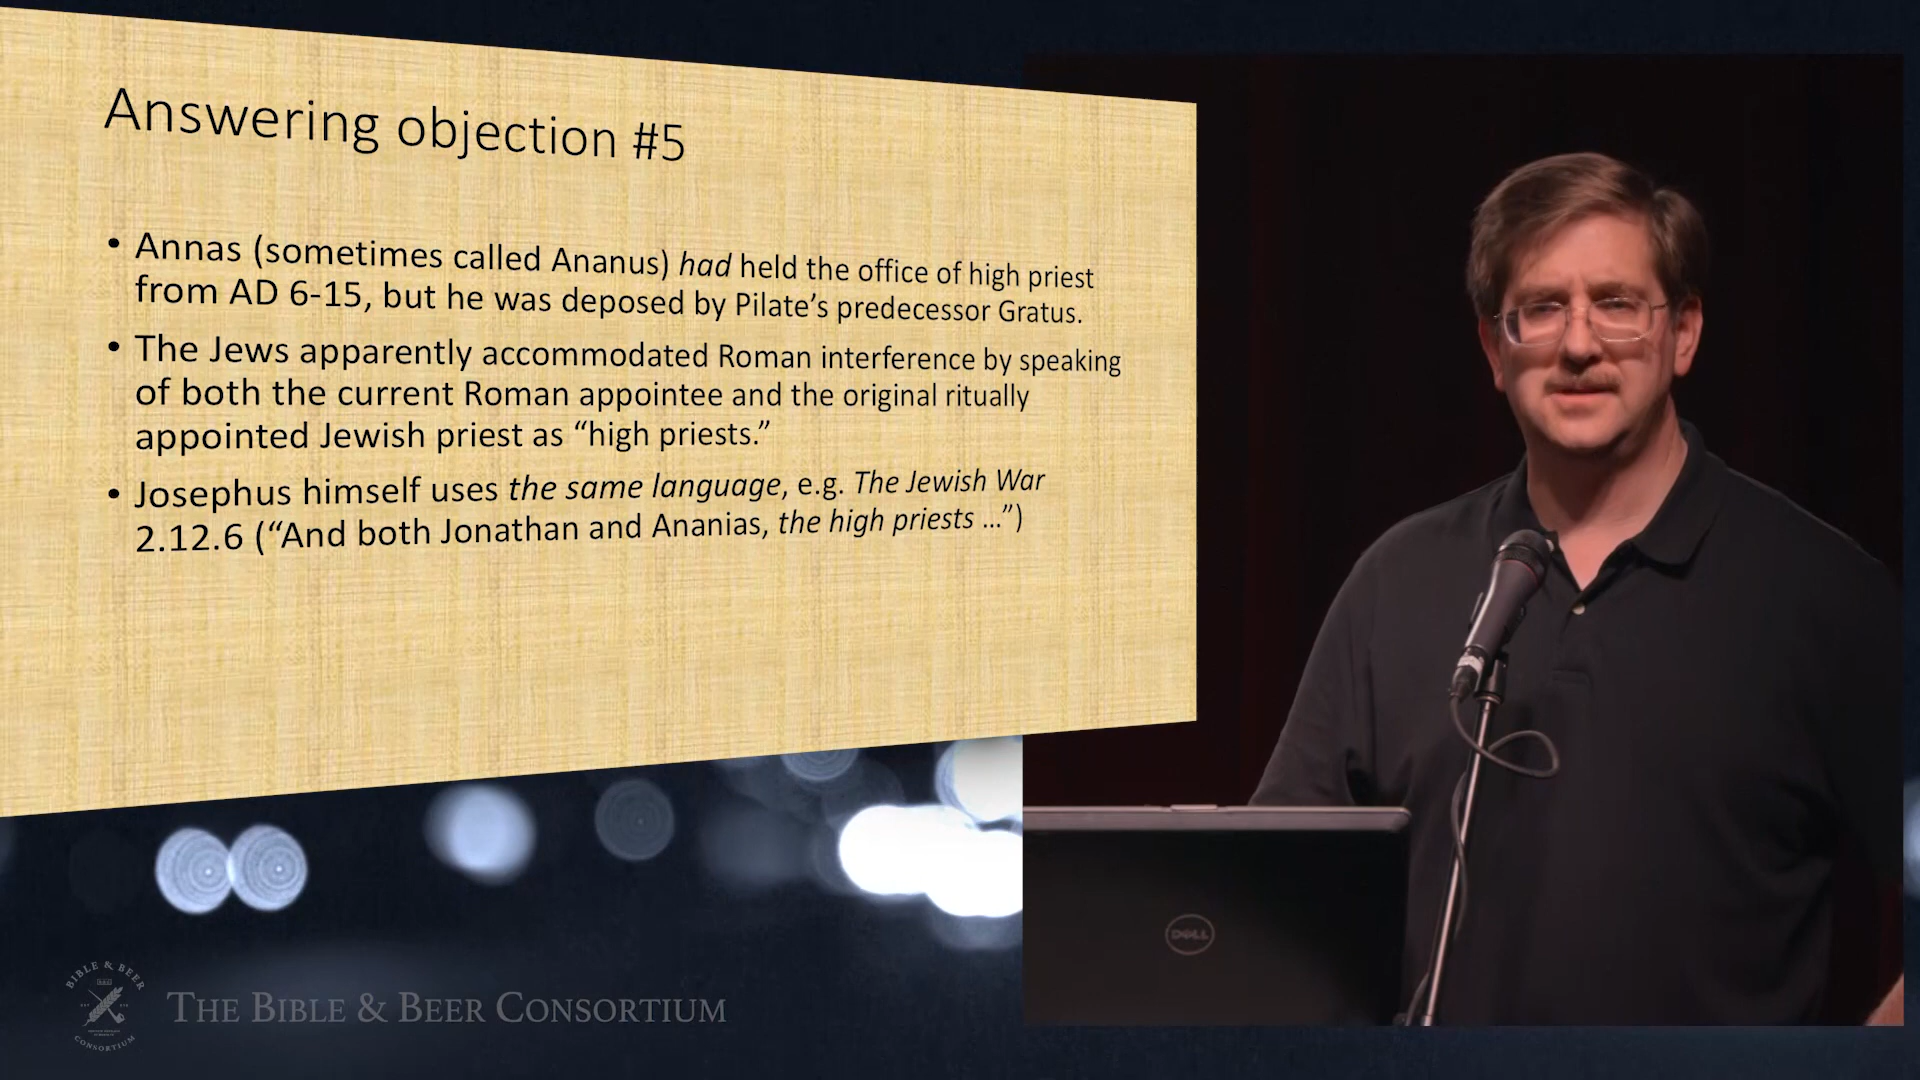 Answering objection #5
• Annas (sometimes called Ananus) had held the office of high priest
from AD 6-15, but he was deposed by Pilate’s predecessor Gratus.
• The Jews apparently accommodated Roman interference by speaking
of both the current Roman appointee and the original ritually
appointed Jewish priest as “high priests.”
• Josephus himself uses the same language, e.g. The Jewish War
2.12.6 (“And both Jonathan and Ananias, the high priests …”)
DELL
BIBLE & BEER
CONSORTIUM
THE BIBLE & BEER CONSORTIUM